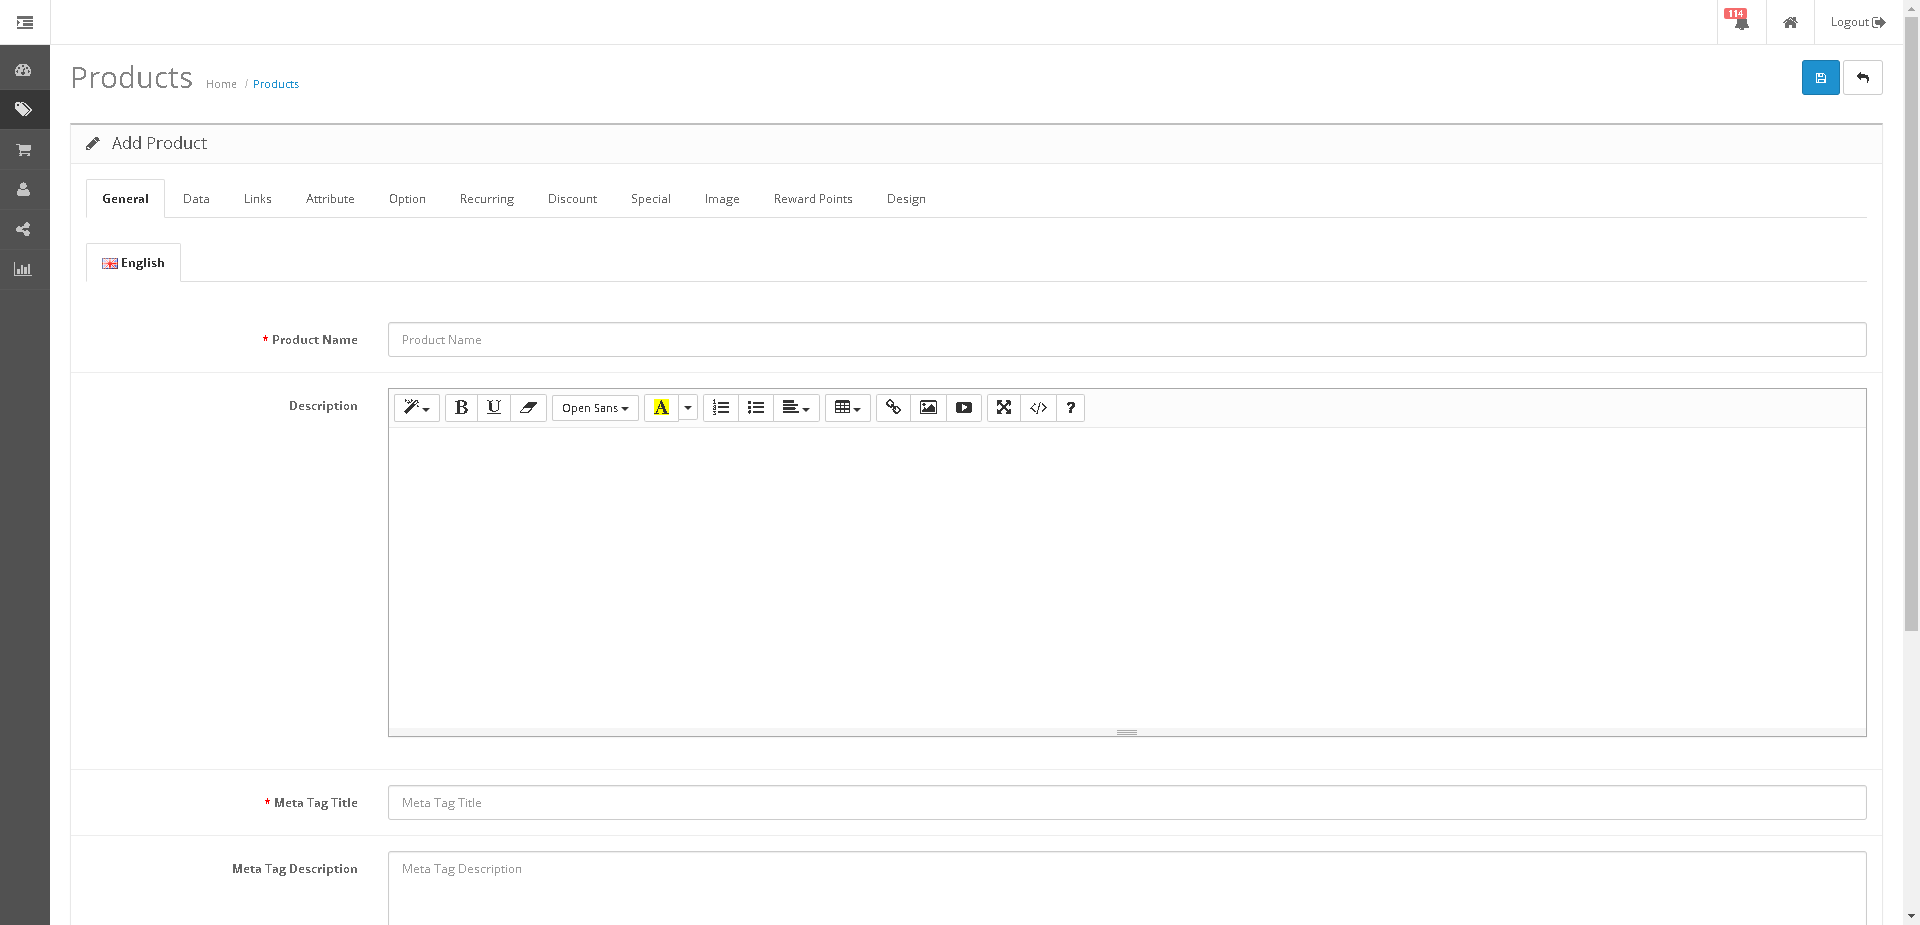 114
Logout
Products
Home / Products
Add Product
General
Data
Links
Attribute
Option
Recurring
Discount
Special
Image
Reward Points
Design
English
* Product Name
Product Name
Description
B
U
Open Sans
A
</>
?
* Meta Tag Title
Meta Tag Title
Meta Tag Description
Meta Tag Description